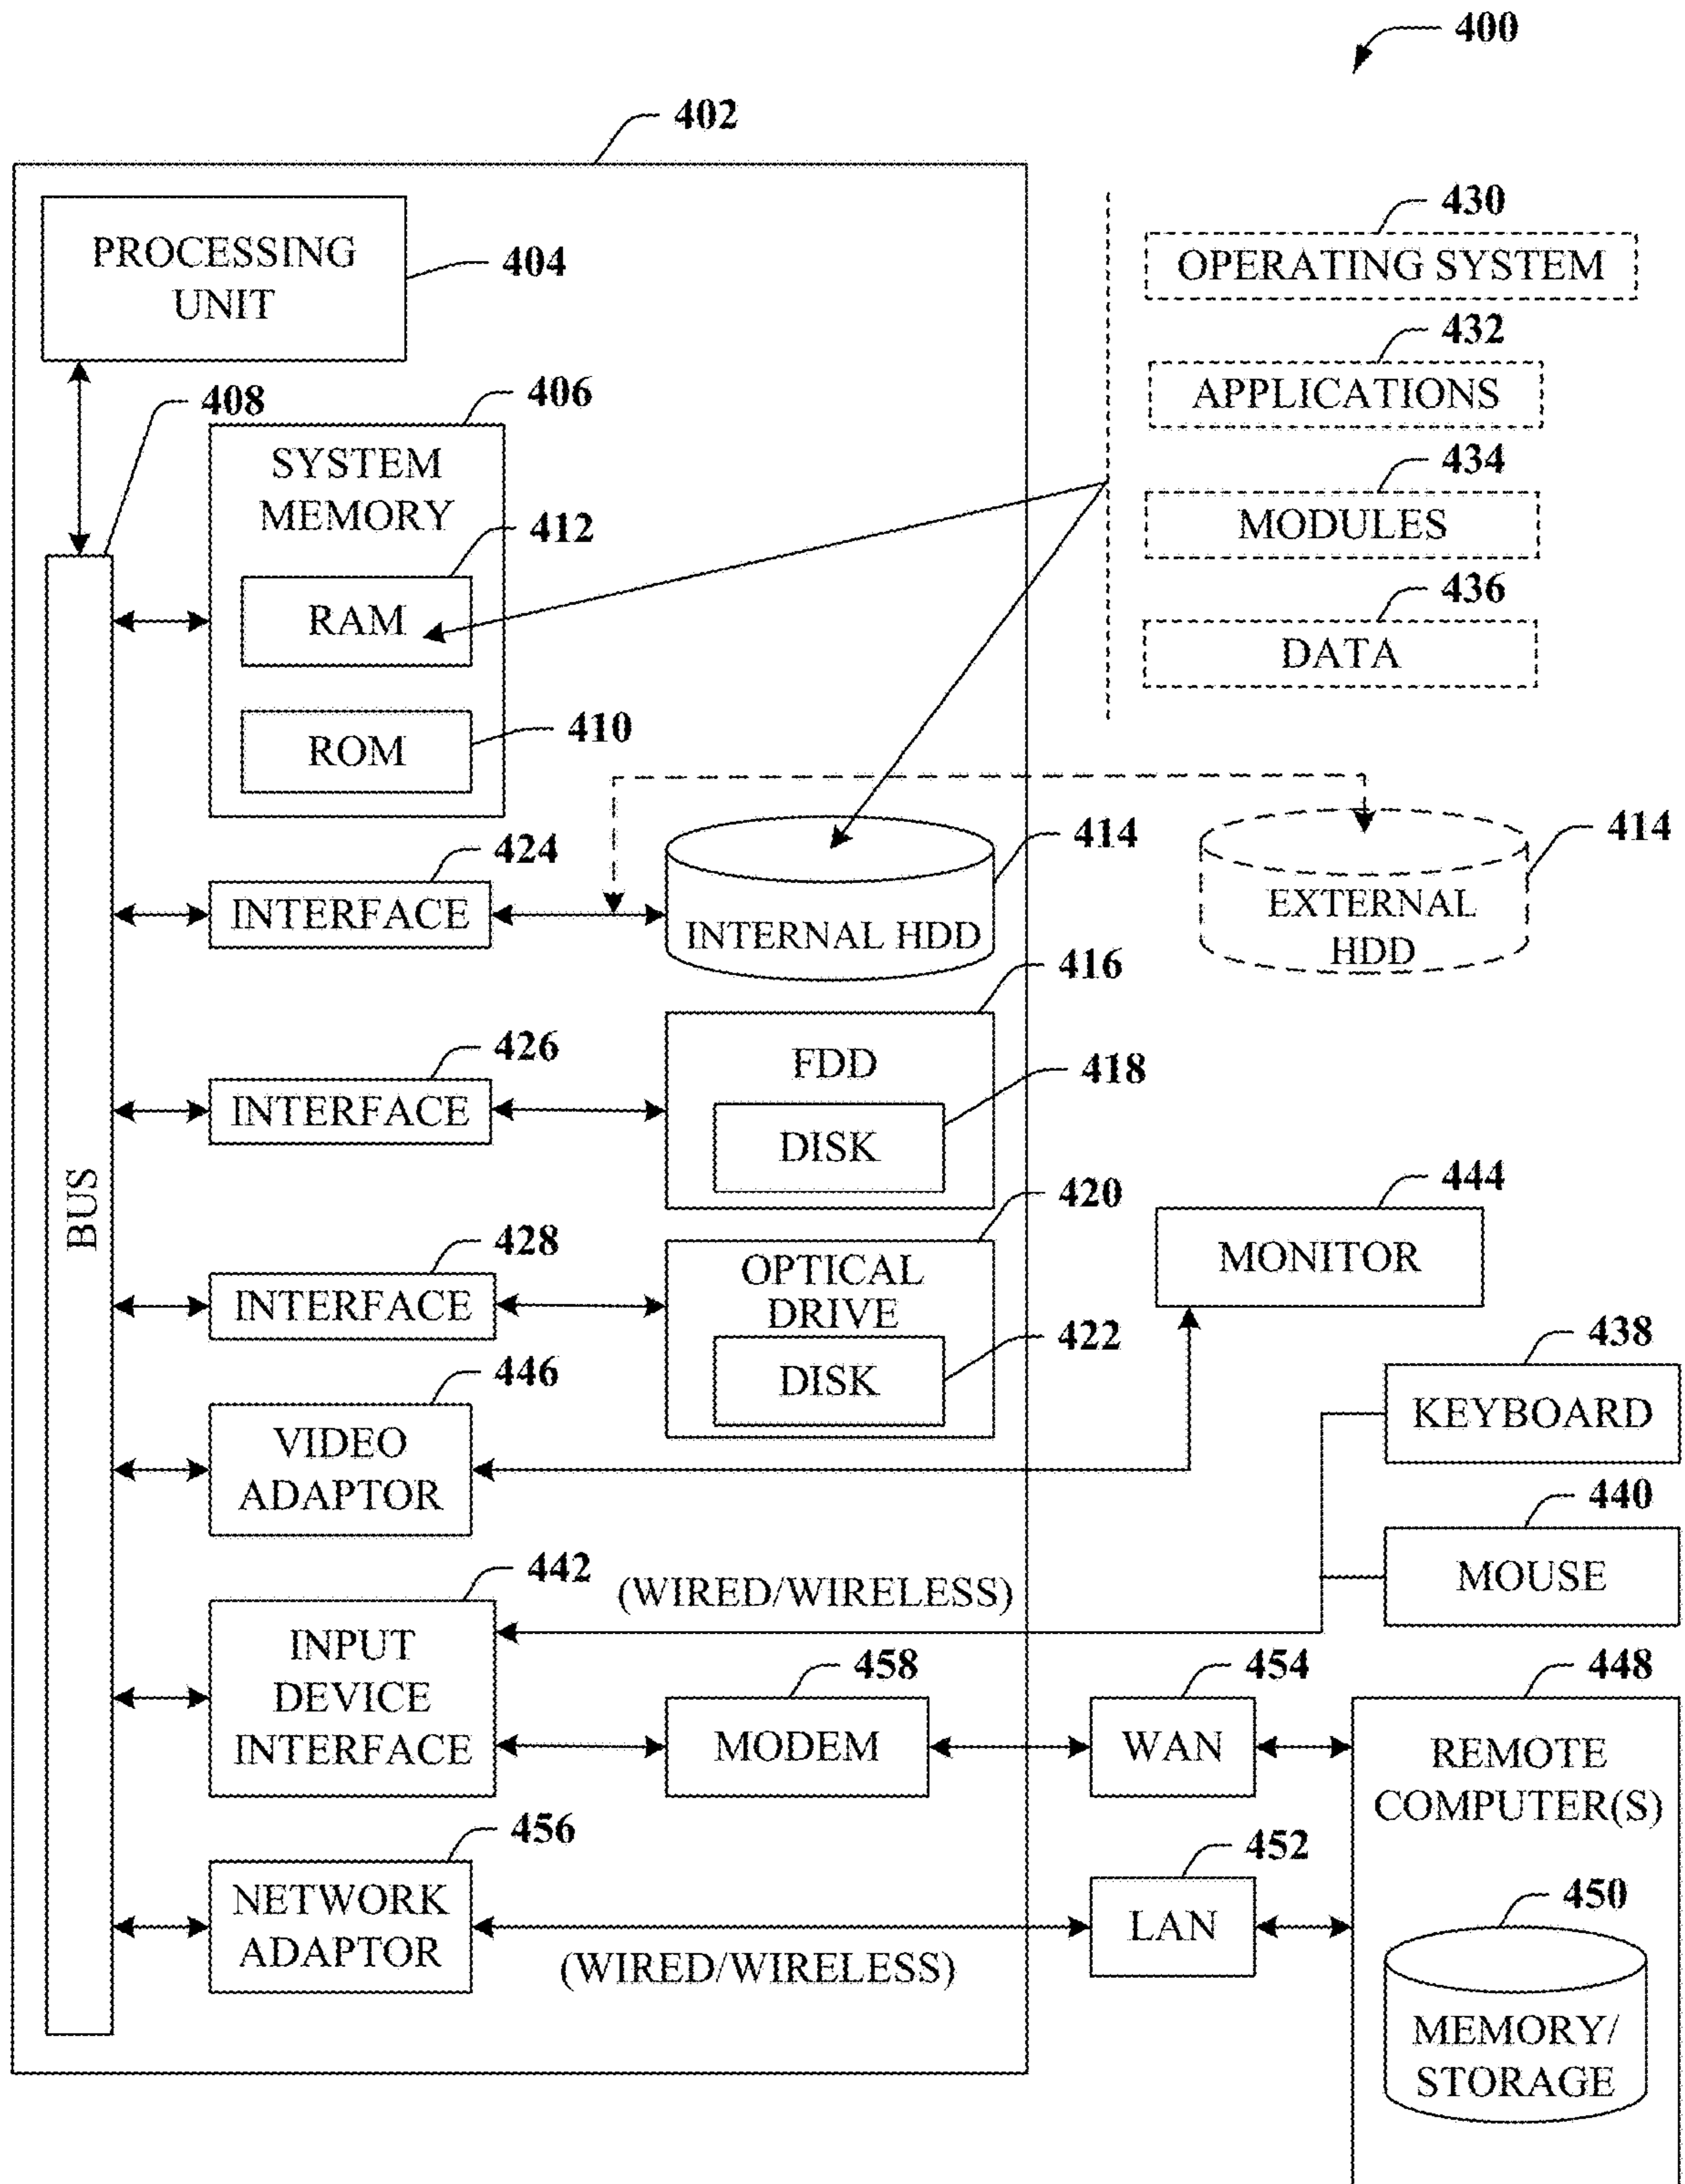 400
402
PROCESSING
UNIT
404
430
OPERATING SYSTEM
432
APPLICATIONS
434
MODULES
436
DATA
408
406
SYSTEM
MEMORY
412
RAM
410
ROM
424
INTERFACE
414
INTERNAL HDD
414
EXTERNAL
HDD
416
426
INTERFACE
FDD
418
DISK
BUS
420
428
INTERFACE
OPTICAL
DRIVE
422
DISK
444
MONITOR
438
KEYBOARD
446
VIDEO
ADAPTOR
440
MOUSE
442
(WIRED/WIRELESS)
INPUT
DEVICE
INTERFACE
458
MODEM
454
WAN
448
REMOTE
COMPUTER(S)
456
NETWORK
ADAPTOR
(WIRED/WIRELESS)
452
LAN
450
MEMORY/
STORAGE